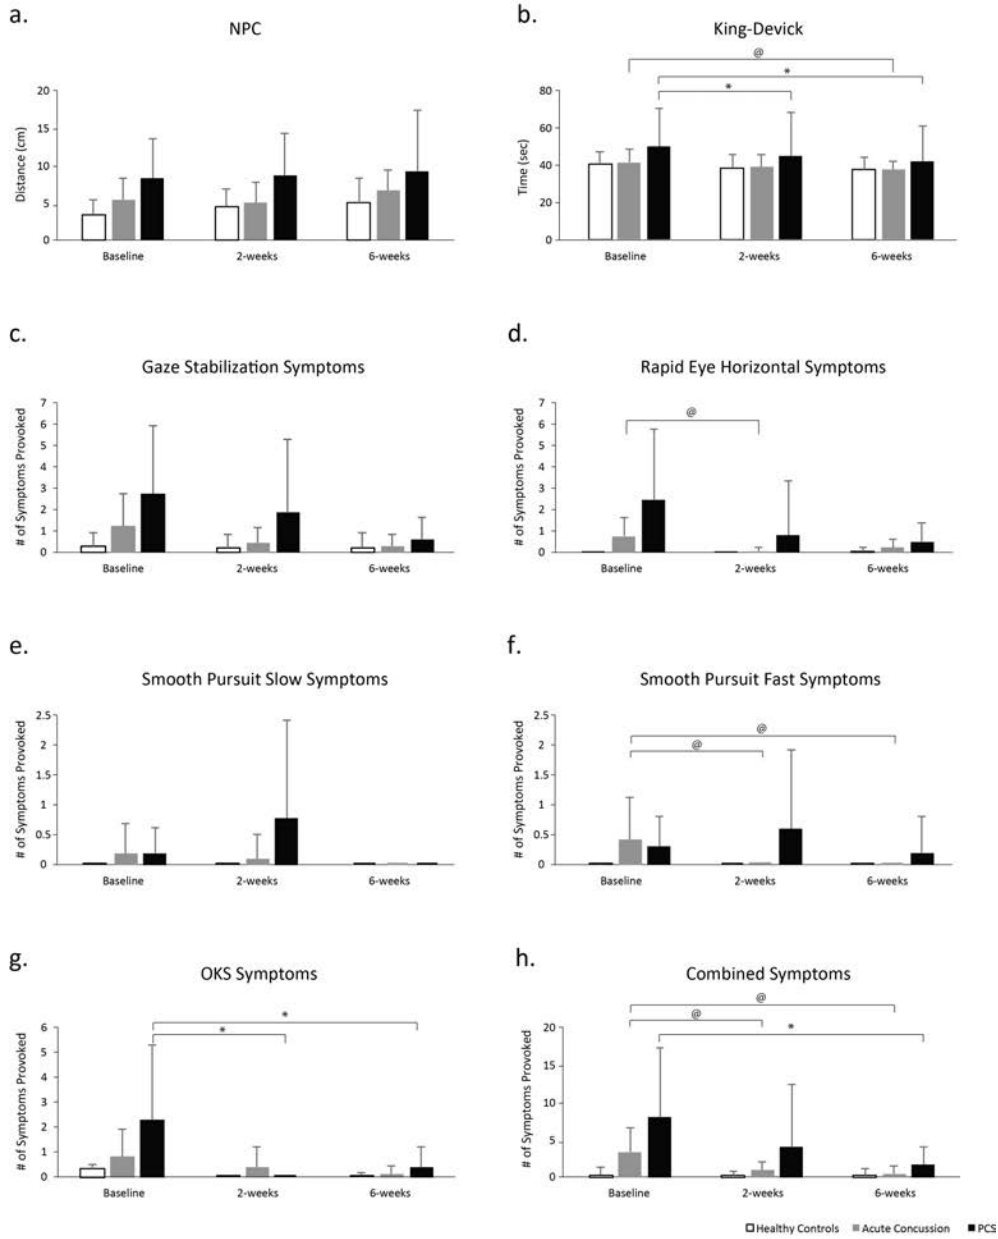 a.
NPC
Distance (cm)
20
15
10
5
0
Baseline
2-weeks
6-weeks
b.
King-Devick
@
*
*
Time (sec)
80
60
40
20
0
Baseline
2-weeks
6-weeks
c.
Gaze Stabilization Symptoms
# of Symptoms Provoked
7
6
5
4
3
2
1
0
Baseline
2-weeks
6-weeks
d.
Rapid Eye Horizontal Symptoms
@
# of Symptoms Provoked
7
6
5
4
3
2
1
0
Baseline
2-weeks
6-weeks
e.
Smooth Pursuit Slow Symptoms
# of Symptoms Provoked
2.5
2
1.5
1
0.5
0
Baseline
2-weeks
6-weeks
f.
Smooth Pursuit Fast Symptoms
@
@
# of Symptoms Provoked
2.5
2
1.5
1
0.5
0
Baseline
2-weeks
6-weeks
g.
OKS Symptoms
*
*
# of Symptoms Provoked
6
5
4
3
2
1
0
Baseline
2-weeks
6-weeks
h.
Combined Symptoms
@
@
*
# of Symptoms Provoked
20
15
10
5
0
Baseline
2-weeks
6-weeks
Healthy Controls Acute Concussion PCS